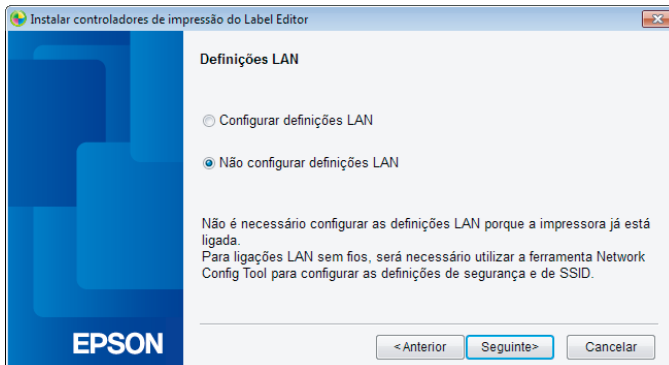 Instalar controladores de impressão do Label Editor
Definições LAN
Configurar definições LAN
Não configurar definições LAN
Não é necessário configurar as definições LAN porque a impressora já está
ligada.
Para ligações LAN sem fios, será necessário utilizar a ferramenta Network
Config Tool para configurar as definições de segurança e de SSID.
EPSON
<Anterior
Seguinte>
Cancelar